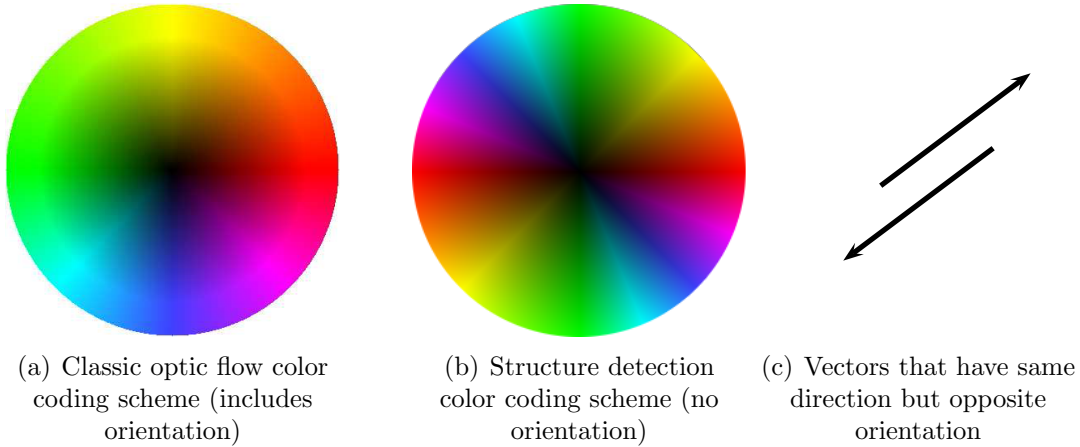 (a) Classic optic flow color
coding scheme (includes
orientation)
(b) Structure detection
color coding scheme (no
orientation)
(c) Vectors that have same
direction but opposite
orientation